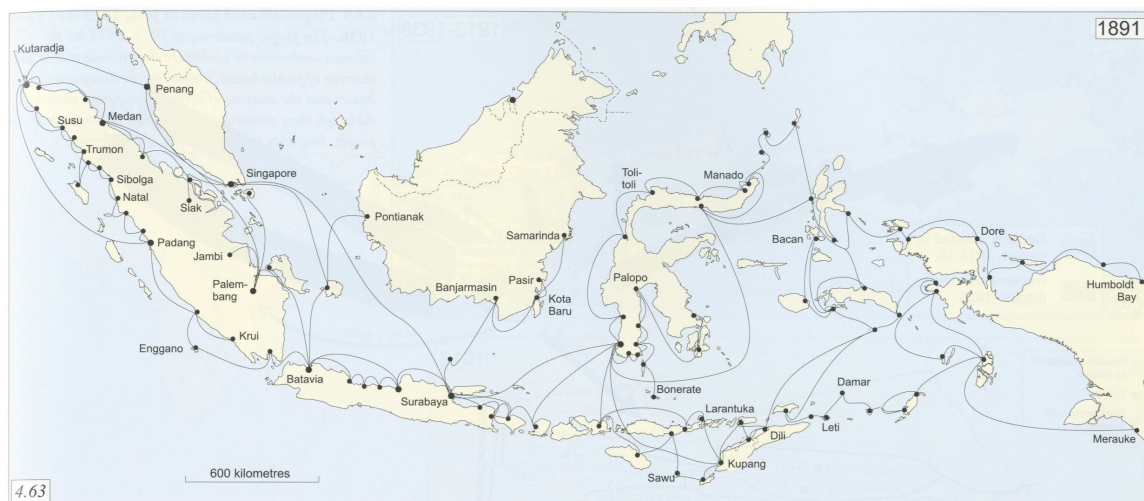 1891
Kutaradja
Penang
Susu
Medan
Trumon
Singapore
Sibolga
Natal
Siak
Padang
Jambi
Palem-
bang
Krui
Enggano
Batavia
Surabaya
Pontianak
Samarinda
Pasir
Banjarmasin
Kota
Baru
Toli-
toli
Manado
Palopo
Bonerate
Bacan
Dore
Humboldt
Bay
Larantuka
Damar
Leti
Dili
Kupang
Sawu
Merauke
600 kilometres
4.63